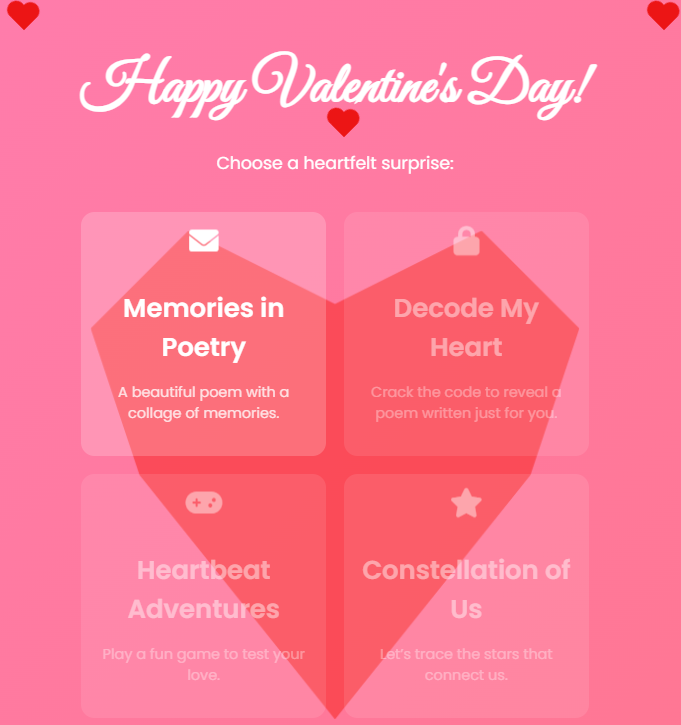 Happy Valentine's Day!
Choose a heartfelt surprise:
Memories in
Poetry
A beautiful poem with a
collage of memories.
Decode My
Heart
Crack the code to reveal a
poem written just for you.
Heartbeat
Adventures
Play a fun game to test your
love.
Constellation of
Us
Let's trace the stars that
connect us.